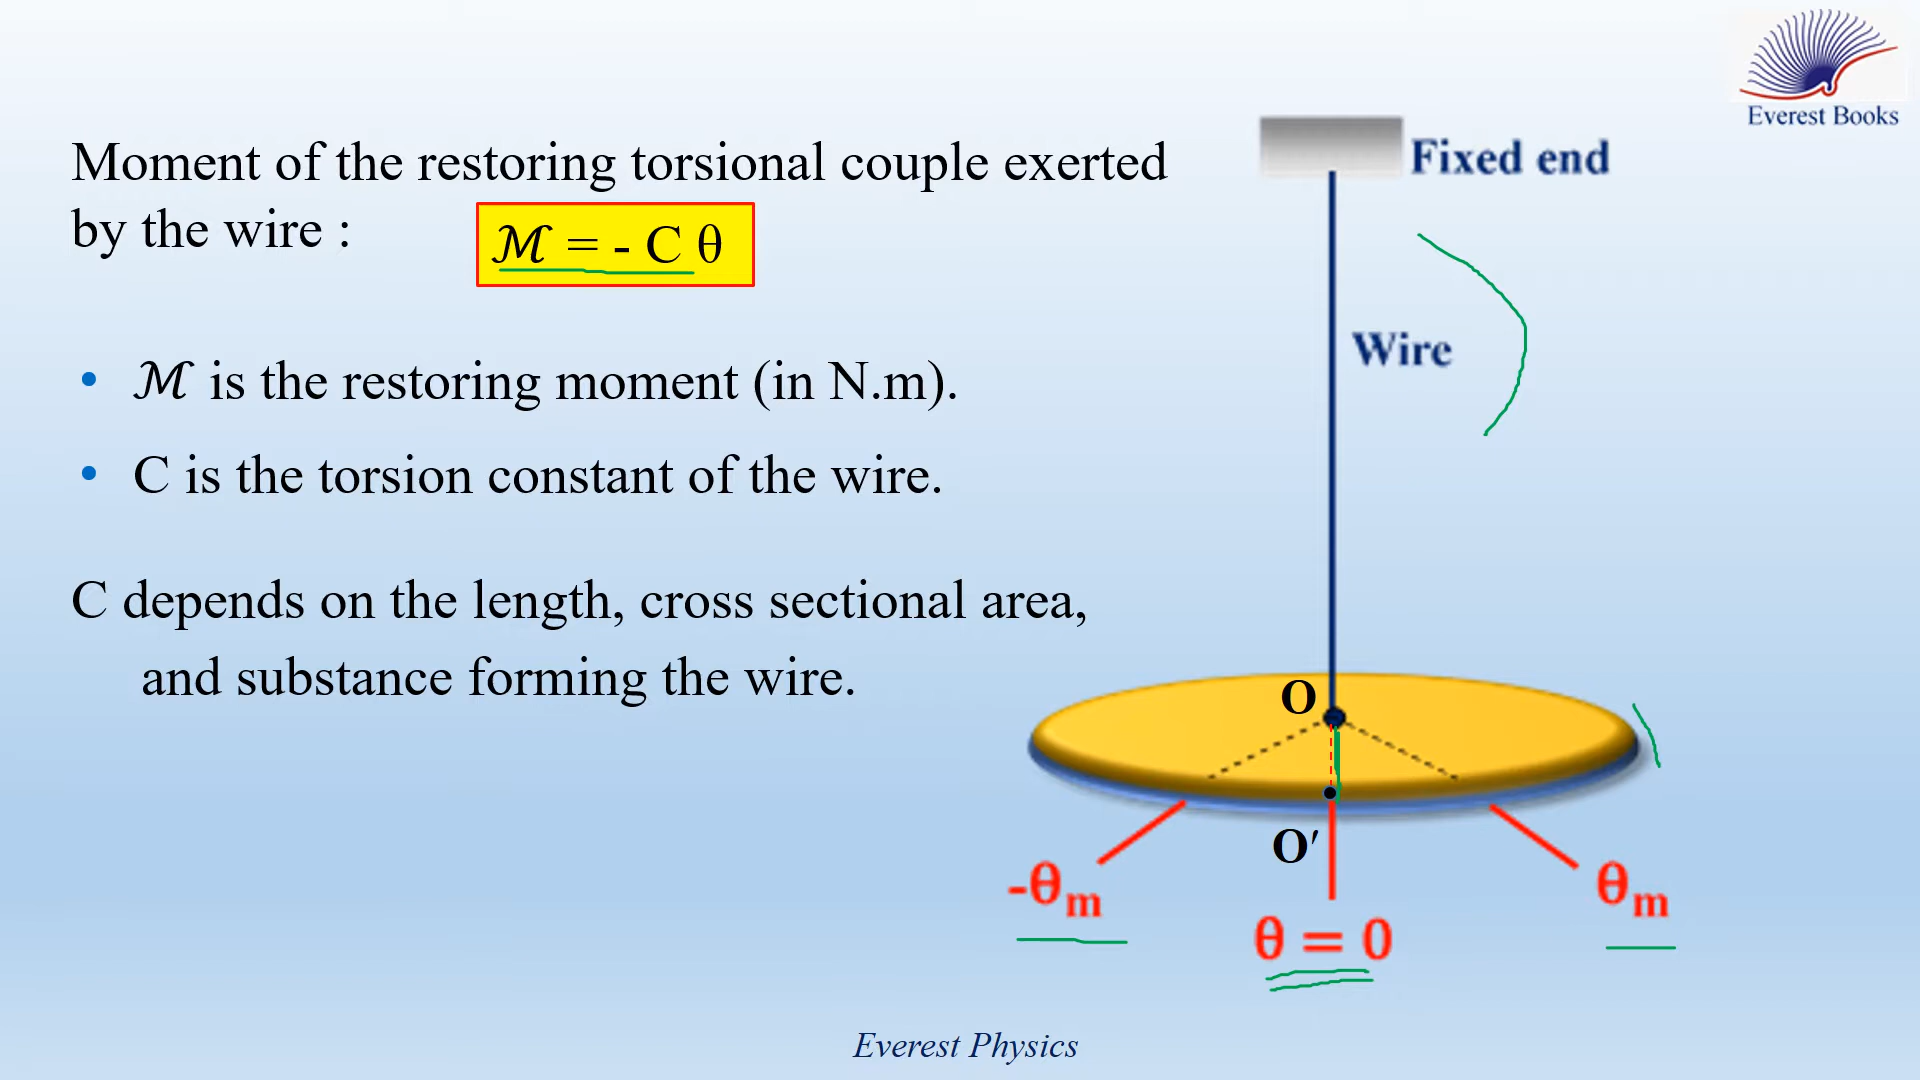 Everest Books
Moment of the restoring torsional couple exerted
by the wire :
ℳ = - C θ
• ℳ is the restoring moment (in N.m).
• C is the torsion constant of the wire.
C depends on the length, cross sectional area,
and substance forming the wire.
Fixed end
Wire
O
O′
-θm
θm
θ = 0
Everest Physics